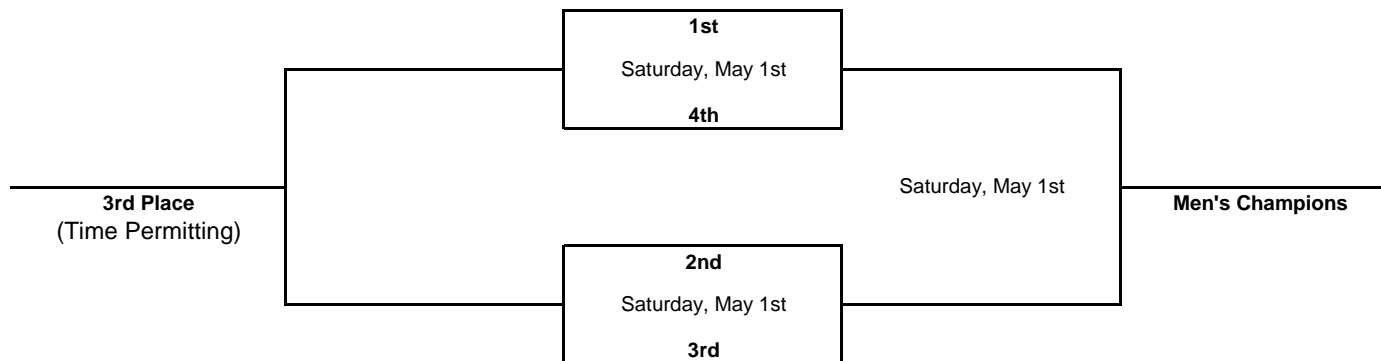 1st
Saturday, May 1st
4th
Saturday, May 1st
3rd Place
(Time Permitting)
Men's Champions
2nd
Saturday, May 1st
3rd